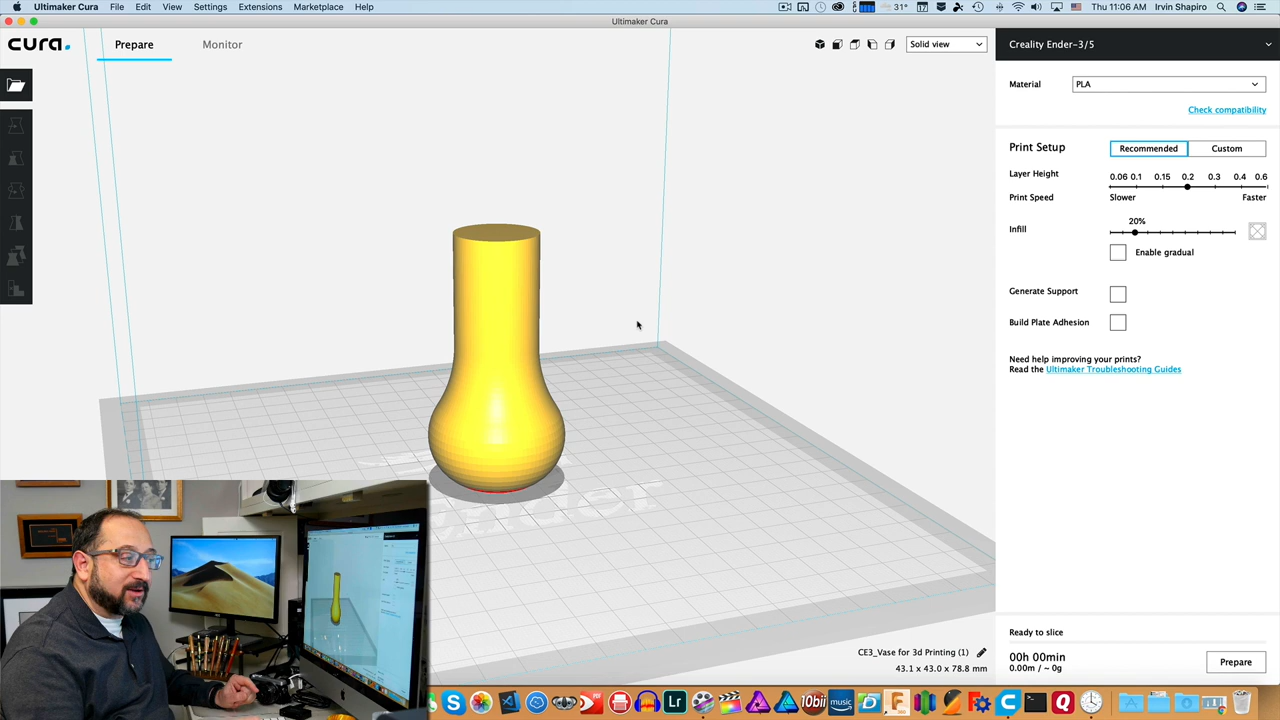 Ultimaker Cura File Edit View Settings Extensions Marketplace Help
31° Thu 11:06 AM Irvin Shapiro
Ultimaker Cura
cura.
Prepare
Monitor
Solid view
Creality Ender-3/5
Material
PLA
Check compatibility
Print Setup
Recommended
Custom
Layer Height
0.06 0.1 0.15 0.2 0.3 0.4 0.6
Print Speed
Slower
Faster
Infill
20%
Enable gradual
Generate Support
Build Plate Adhesion
Need help improving your prints?
Read the Ultimaker Troubleshooting Guides
Ready to slice
00h 00min
0.00m / ~ 0g
Prepare
CE3_Vase for 3d Printing (1)
43.1 x 43.0 x 78.8 mm
Lr
10bii
music